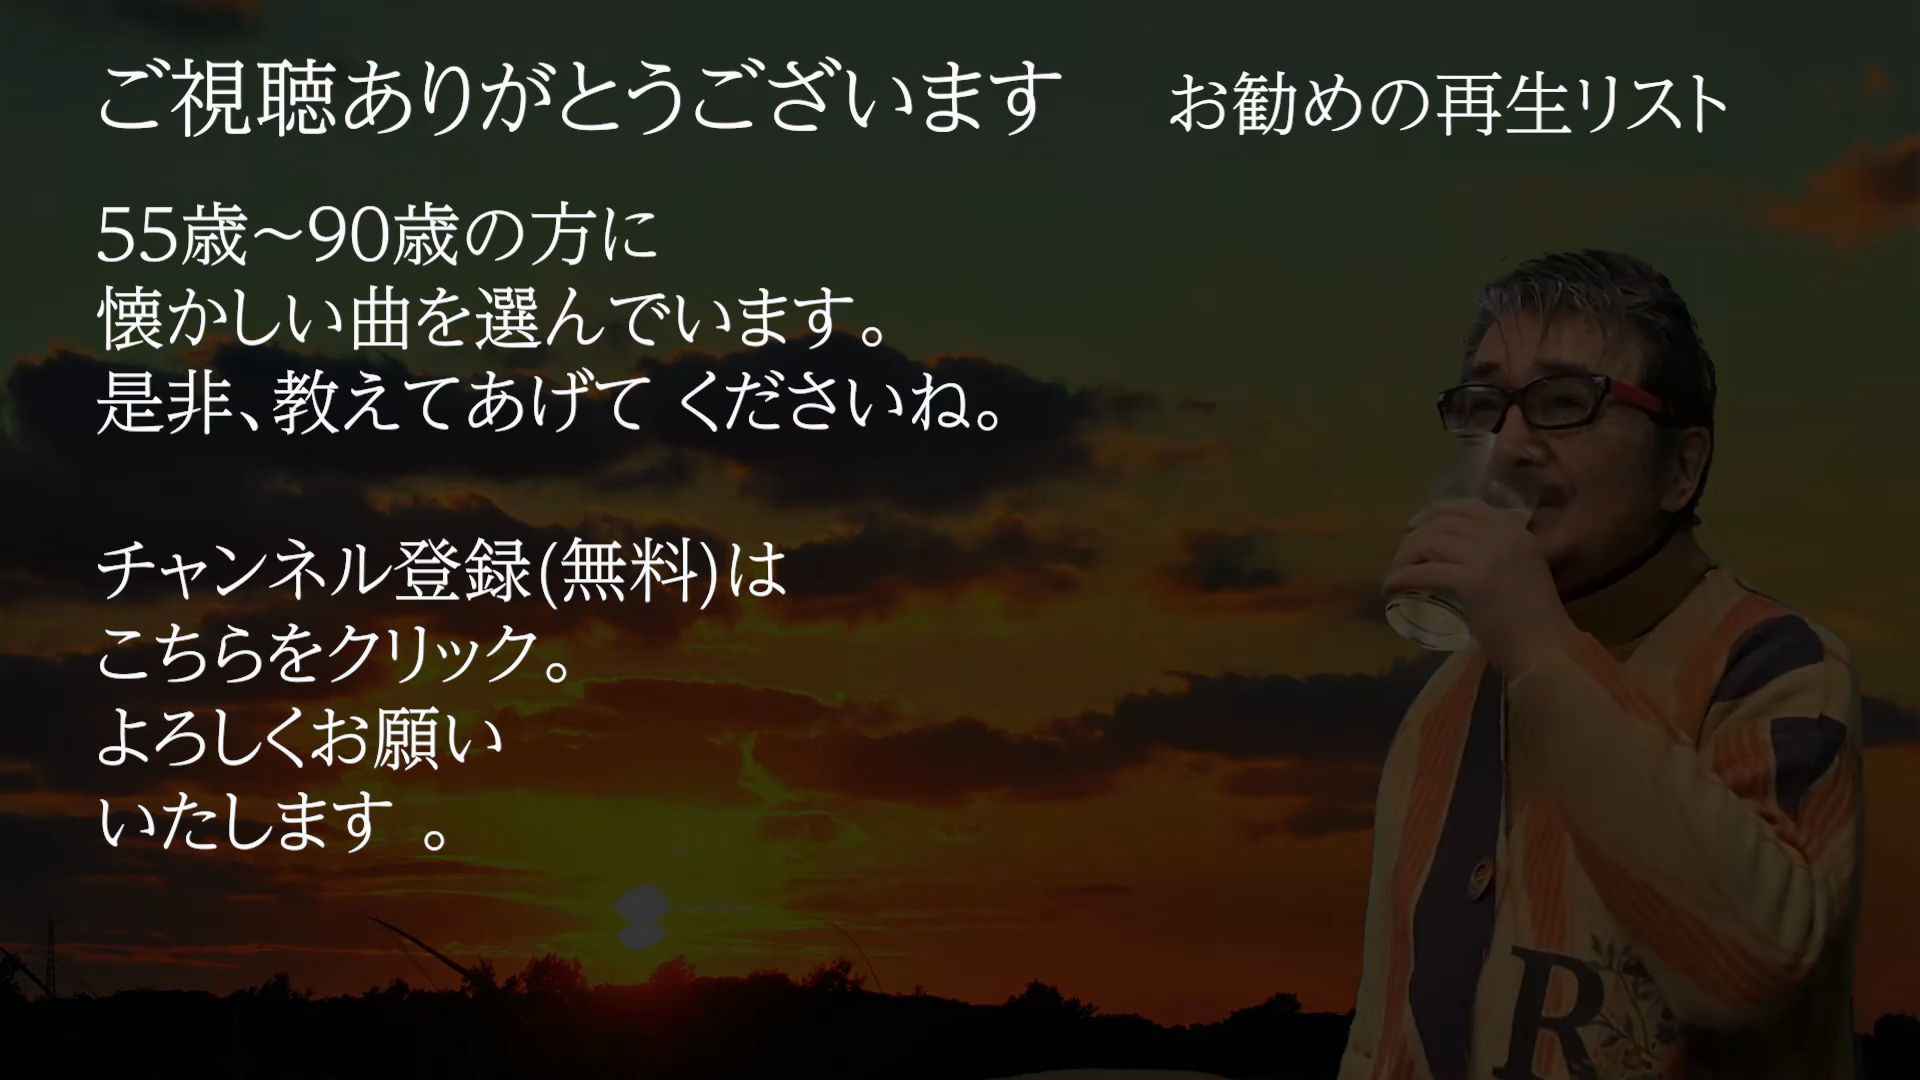 ご視聴ありがとうございます
お勧めの再生リスト
55歳～90歳の方に
懐かしい曲を選んでいます。
是非、教えてあげて くださいね。
チャンネル登録(無料)は
こちらをクリック。
よろしくお願い
いたします 。
R